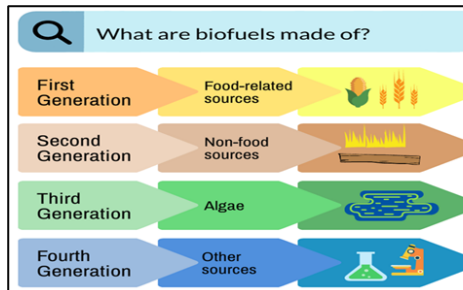 What are biofuels made of?
First
Generation
Food-related
sources
Second
Generation
Non-food
sources
Third
Generation
Algae
Fourth
Generation
Other
sources